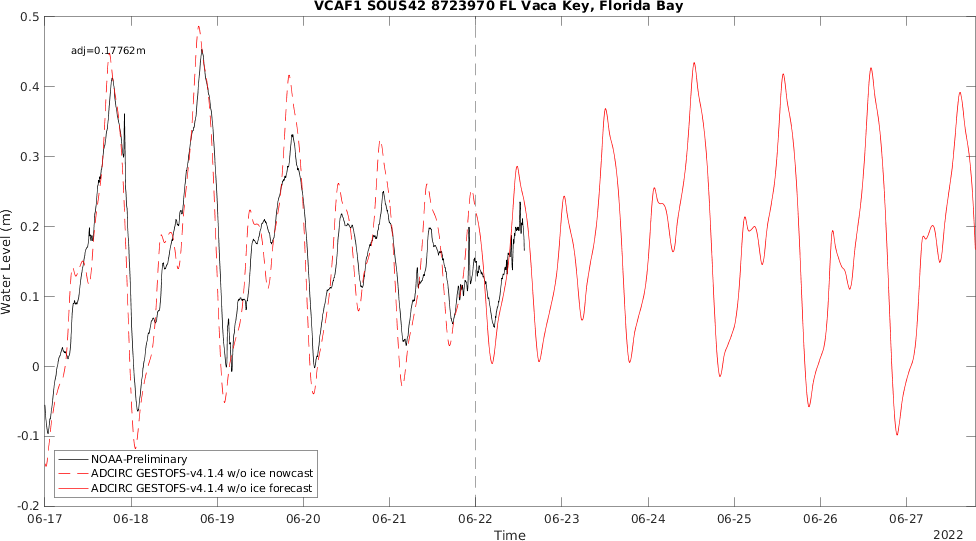 VCAF1 SOUS42 8723970 FL Vaca Key, Florida Bay
adj=0.17762m
0.5
0.4
0.3
0.2
0.1
0
-0.1
-0.2
Water Level (m)
NOAA-Preliminary
ADCIRC GESTOFS-v4.1.4 w/o ice nowcast
ADCIRC GESTOFS-v4.1.4 w/o ice forecast
06-17 06-18 06-19 06-20 06-21 06-22 06-23 06-24 06-25 06-26 06-27
Time
2022